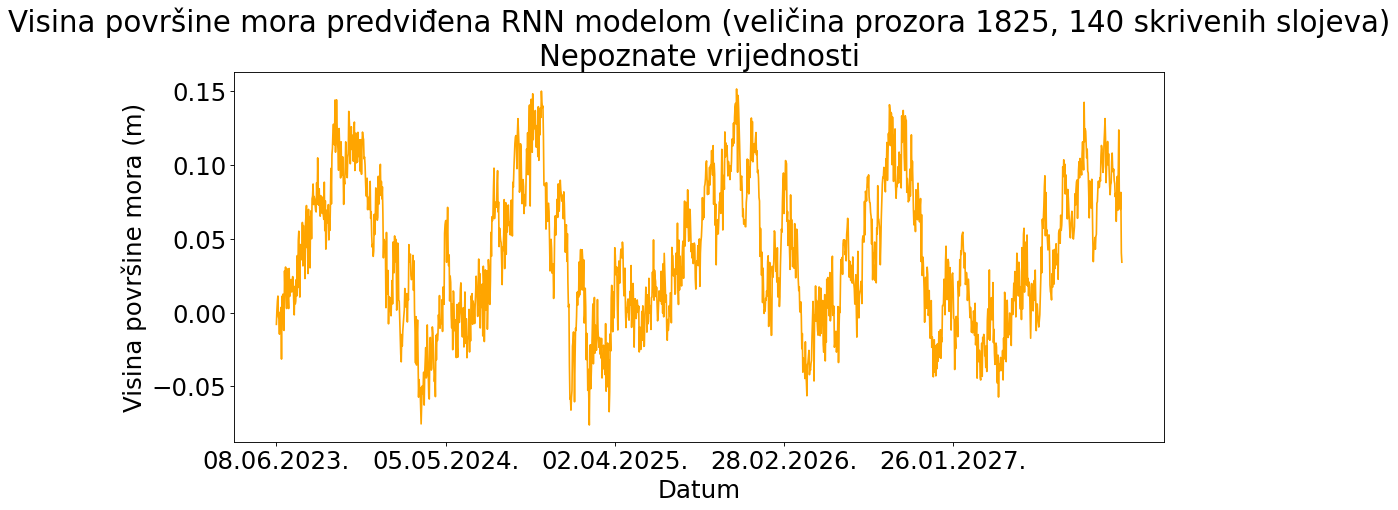 Visina površine mora predviđena RNN modelom (veličina prozora 1825, 140 skrivenih slojeva)
Nepoznate vrijednosti
Visina površine mora (m)
0.15
0.10
0.05
0.00
−0.05
08.06.2023. 05.05.2024. 02.04.2025. 28.02.2026. 26.01.2027.
Datum